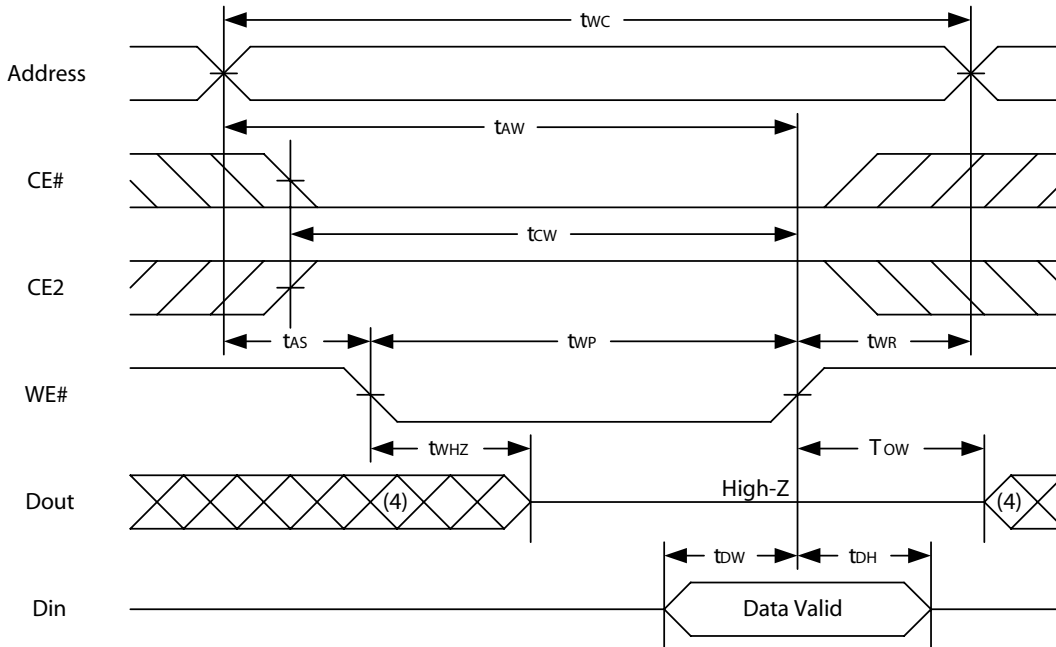 tWC
Address
tAW
CE#
tCW
CE2
tAS tWP tWR
WE#
tWHZ TOW
High-Z
Dout (4) (4)
tDW tDH
Din Data Valid